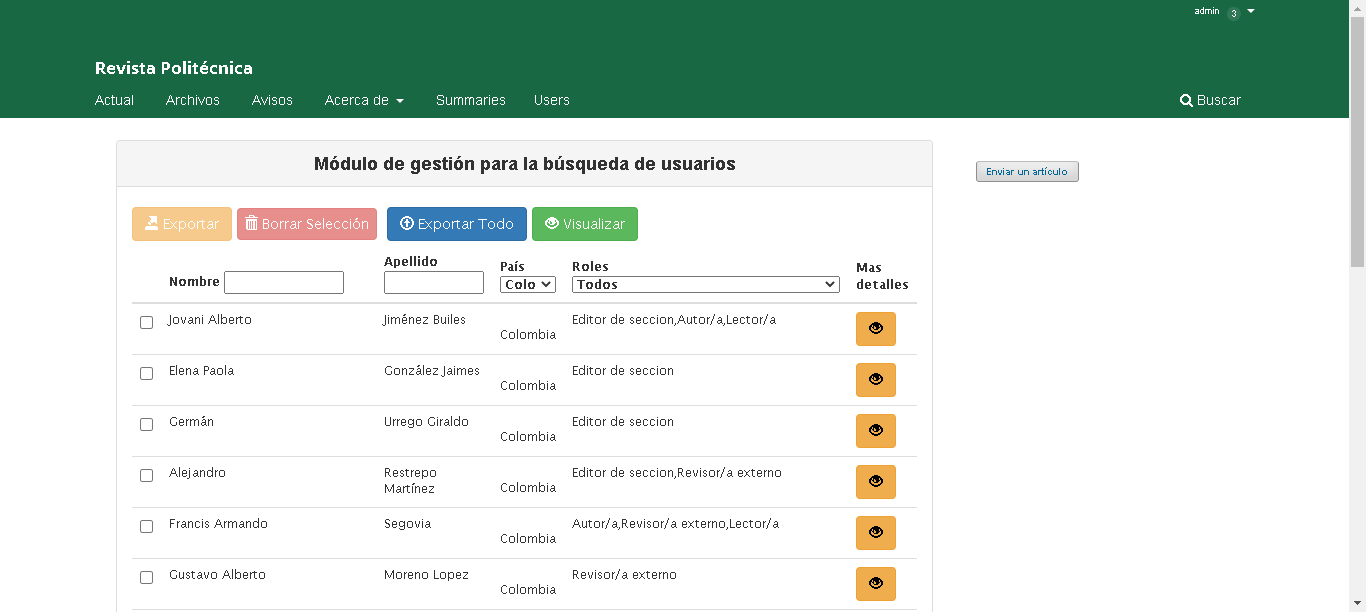 admin 3
Revista Politécnica
Actual Archivos Avisos Acerca de Summaries Users Buscar
Módulo de gestión para la búsqueda de usuarios
Enviar un artículo
Exportar Borrar Selección Exportar Todo Visualizar
Nombre Apellido País Roles Mas detalles
Colo Todos
Jovani Alberto Jiménez Builes Colombia Editor de seccion,Autor/a,Lector/a
Elena Paola González Jaimes Colombia Editor de seccion
Germán Urrego Giraldo Colombia Editor de seccion
Alejandro Restrepo Martínez Colombia Editor de seccion,Revisor/a externo
Francis Armando Segovia Colombia Autor/a,Revisor/a externo,Lector/a
Gustavo Alberto Moreno Lopez Colombia Revisor/a externo